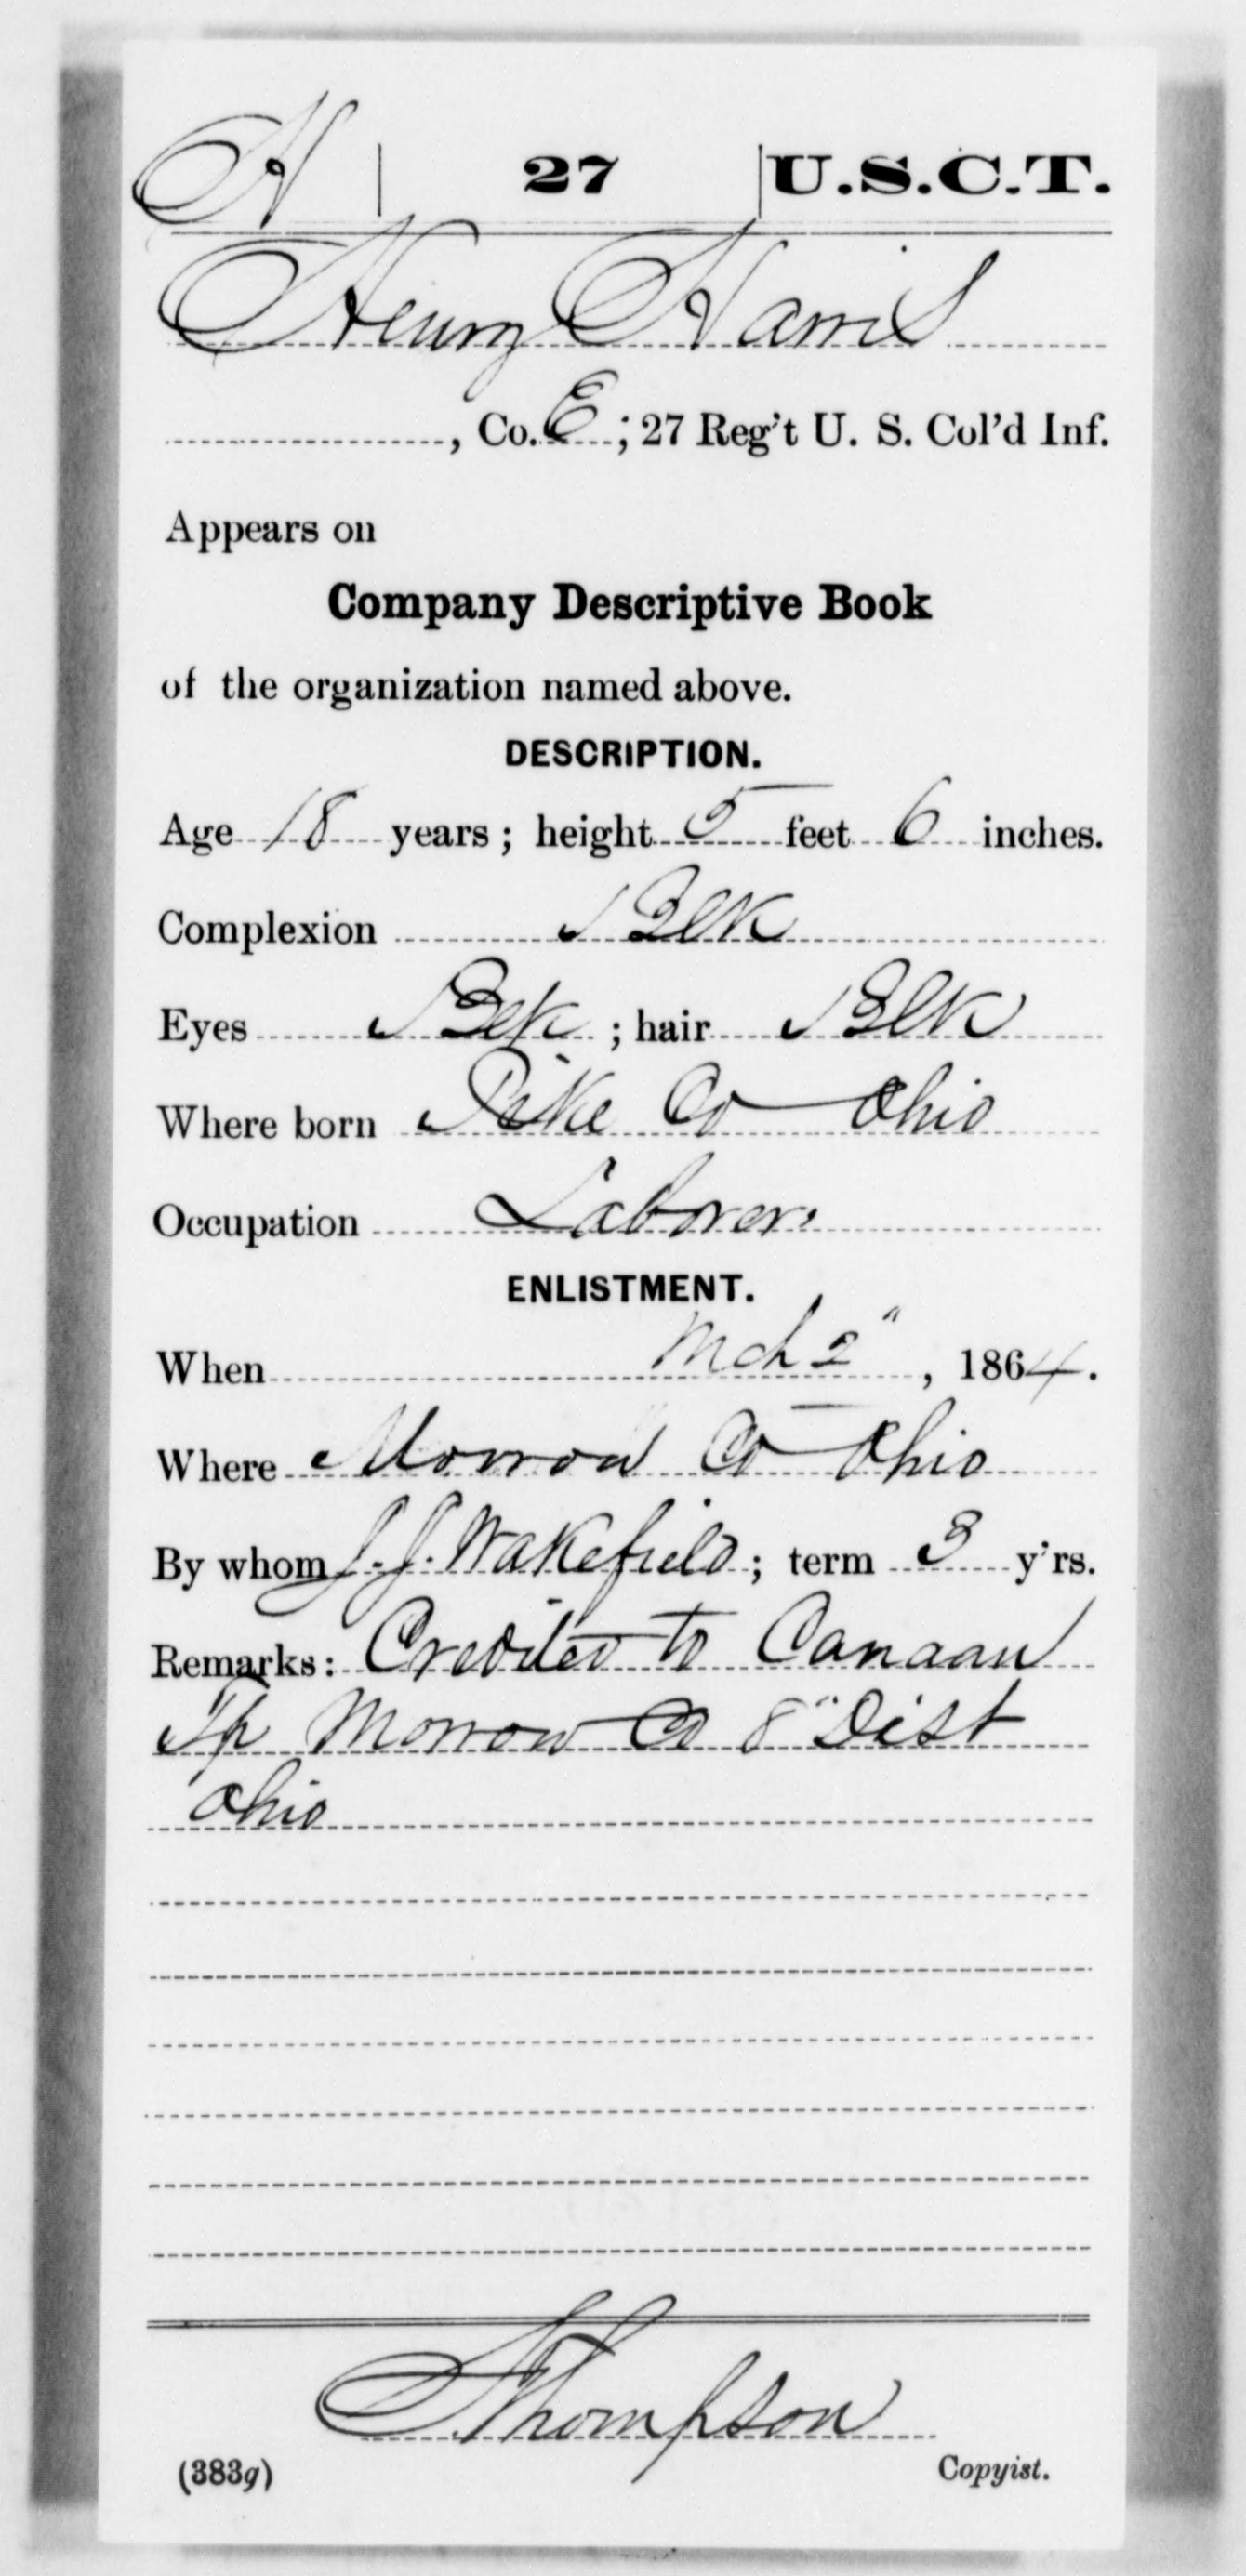 H | 27 | U.S.C.T.
Henry Harris
, Co. E ; 27 Reg't U. S. Col'd Inf.
Appears on
Company Descriptive Book
of the organization named above.
DESCRIPTION.
Age 18 years ; height 5 feet 6 inches.
Complexion Blk
Eyes Blk ; hair Blk
Where born Pike Co Ohio
Occupation Laborer.
ENLISTMENT.
When Mch 2" , 1864.
Where Morrow Co Ohio
By whom J. J. Wakefield ; term 3 y'rs.
Remarks: Credited to Canaan
Tp Morrow Co 8" Dist
Ohio
Thompson
(383g) Copyist.